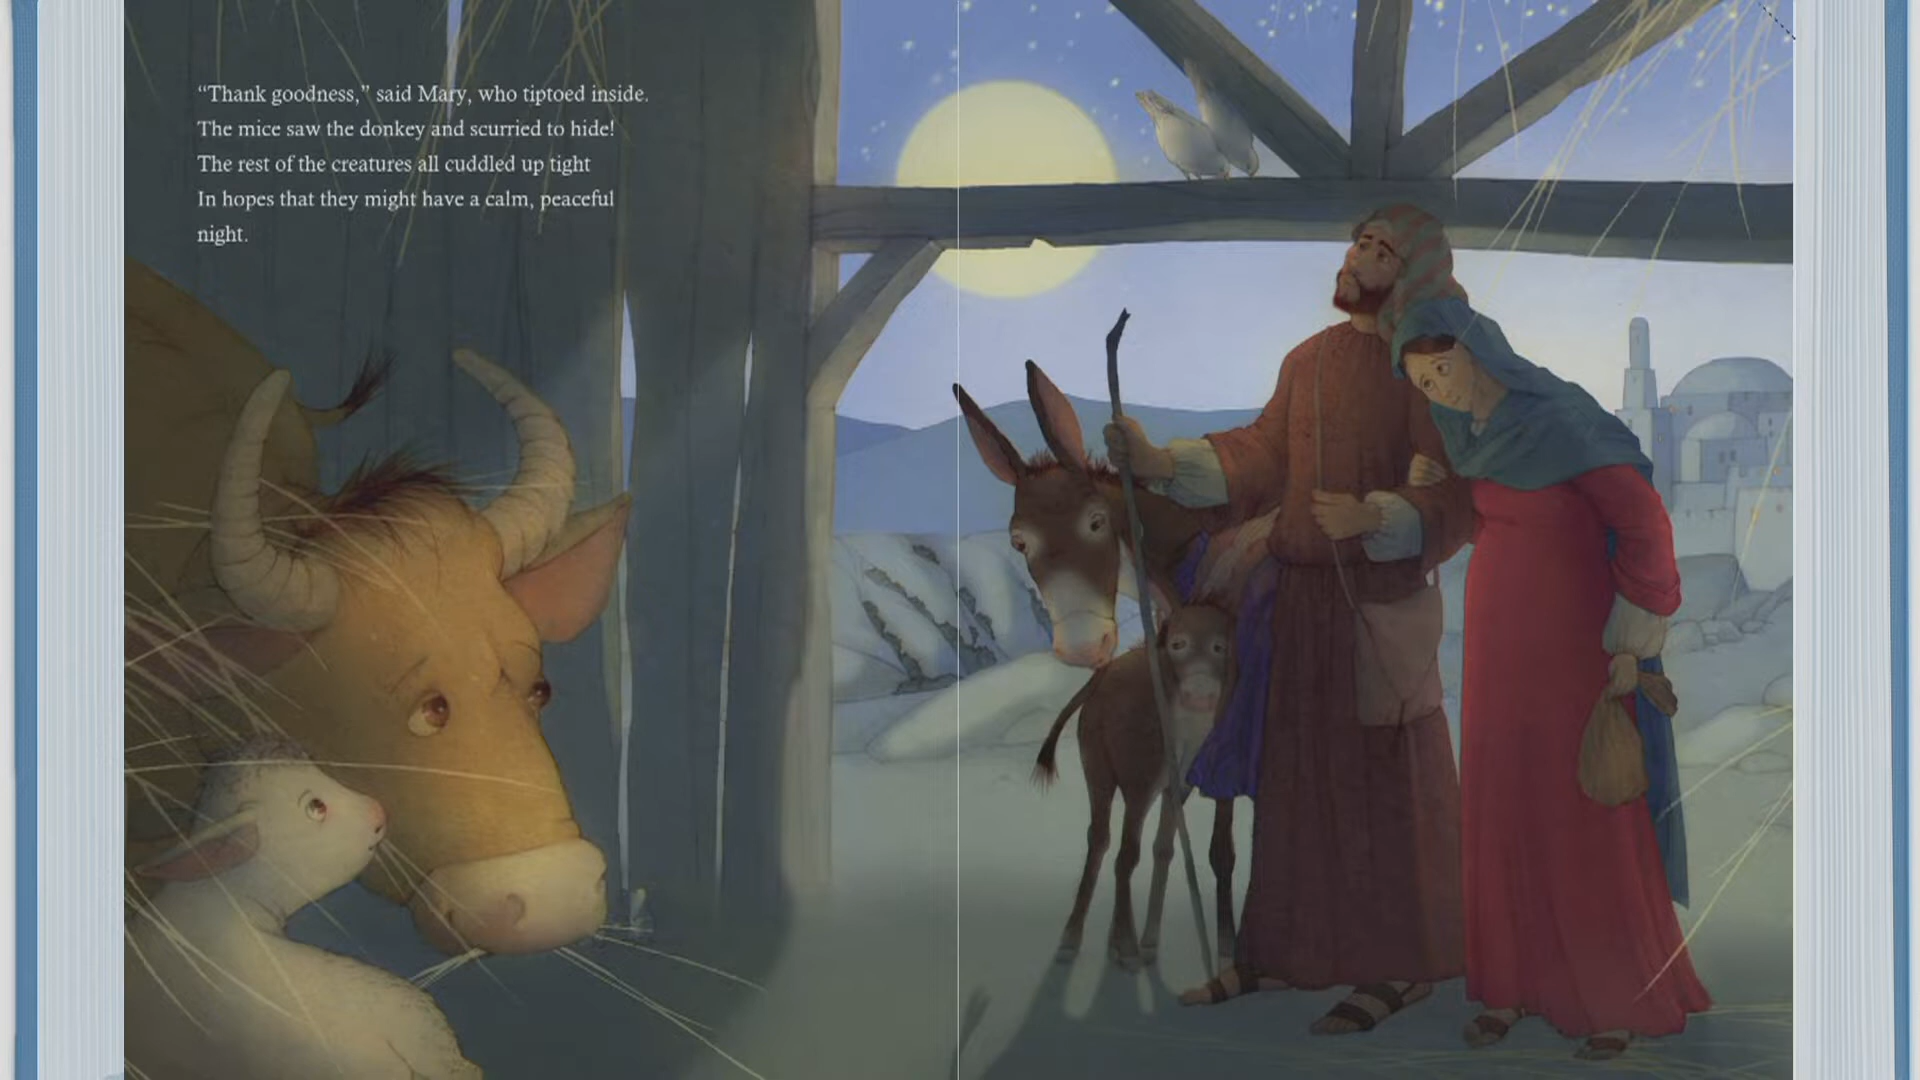 “Thank goodness,” said Mary, who tiptoed inside.
The mice saw the donkey and scurried to hide!
The rest of the creatures all cuddled up tight
In hopes that they might have a calm, peaceful
night.